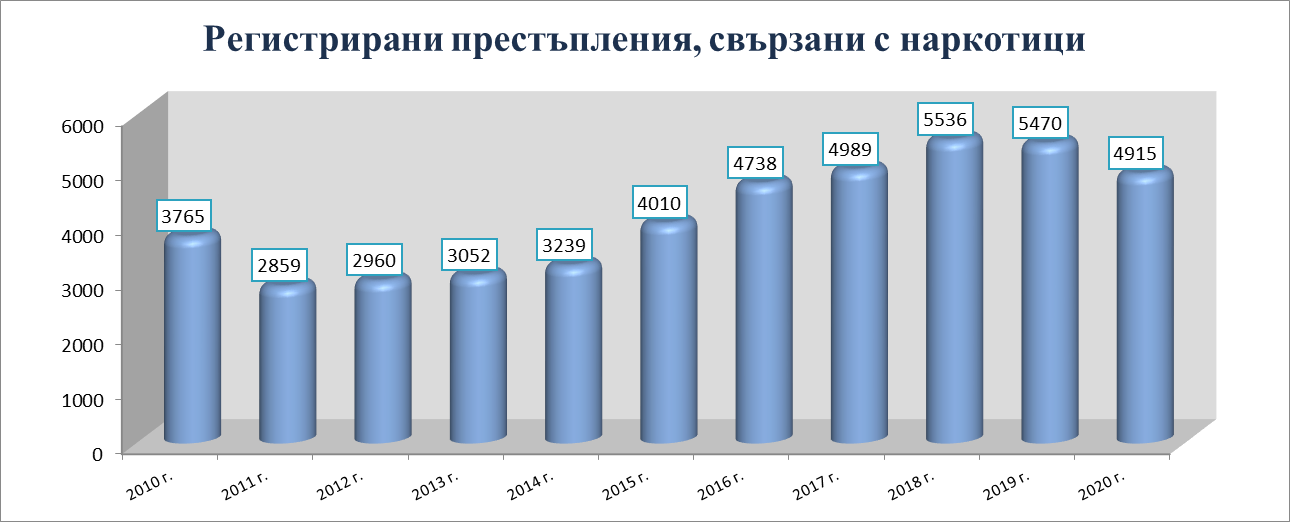 Регистрирани престъпления, свързани с наркотици
6000
5000
4000
3000
2000
1000
0
3765
2859
2960
3052
3239
4010
4738
4989
5536
5470
4915
2010 г.
2011 г.
2012 г.
2013 г.
2014 г.
2015 г.
2016 г.
2017 г.
2018 г.
2019 г.
2020 г.